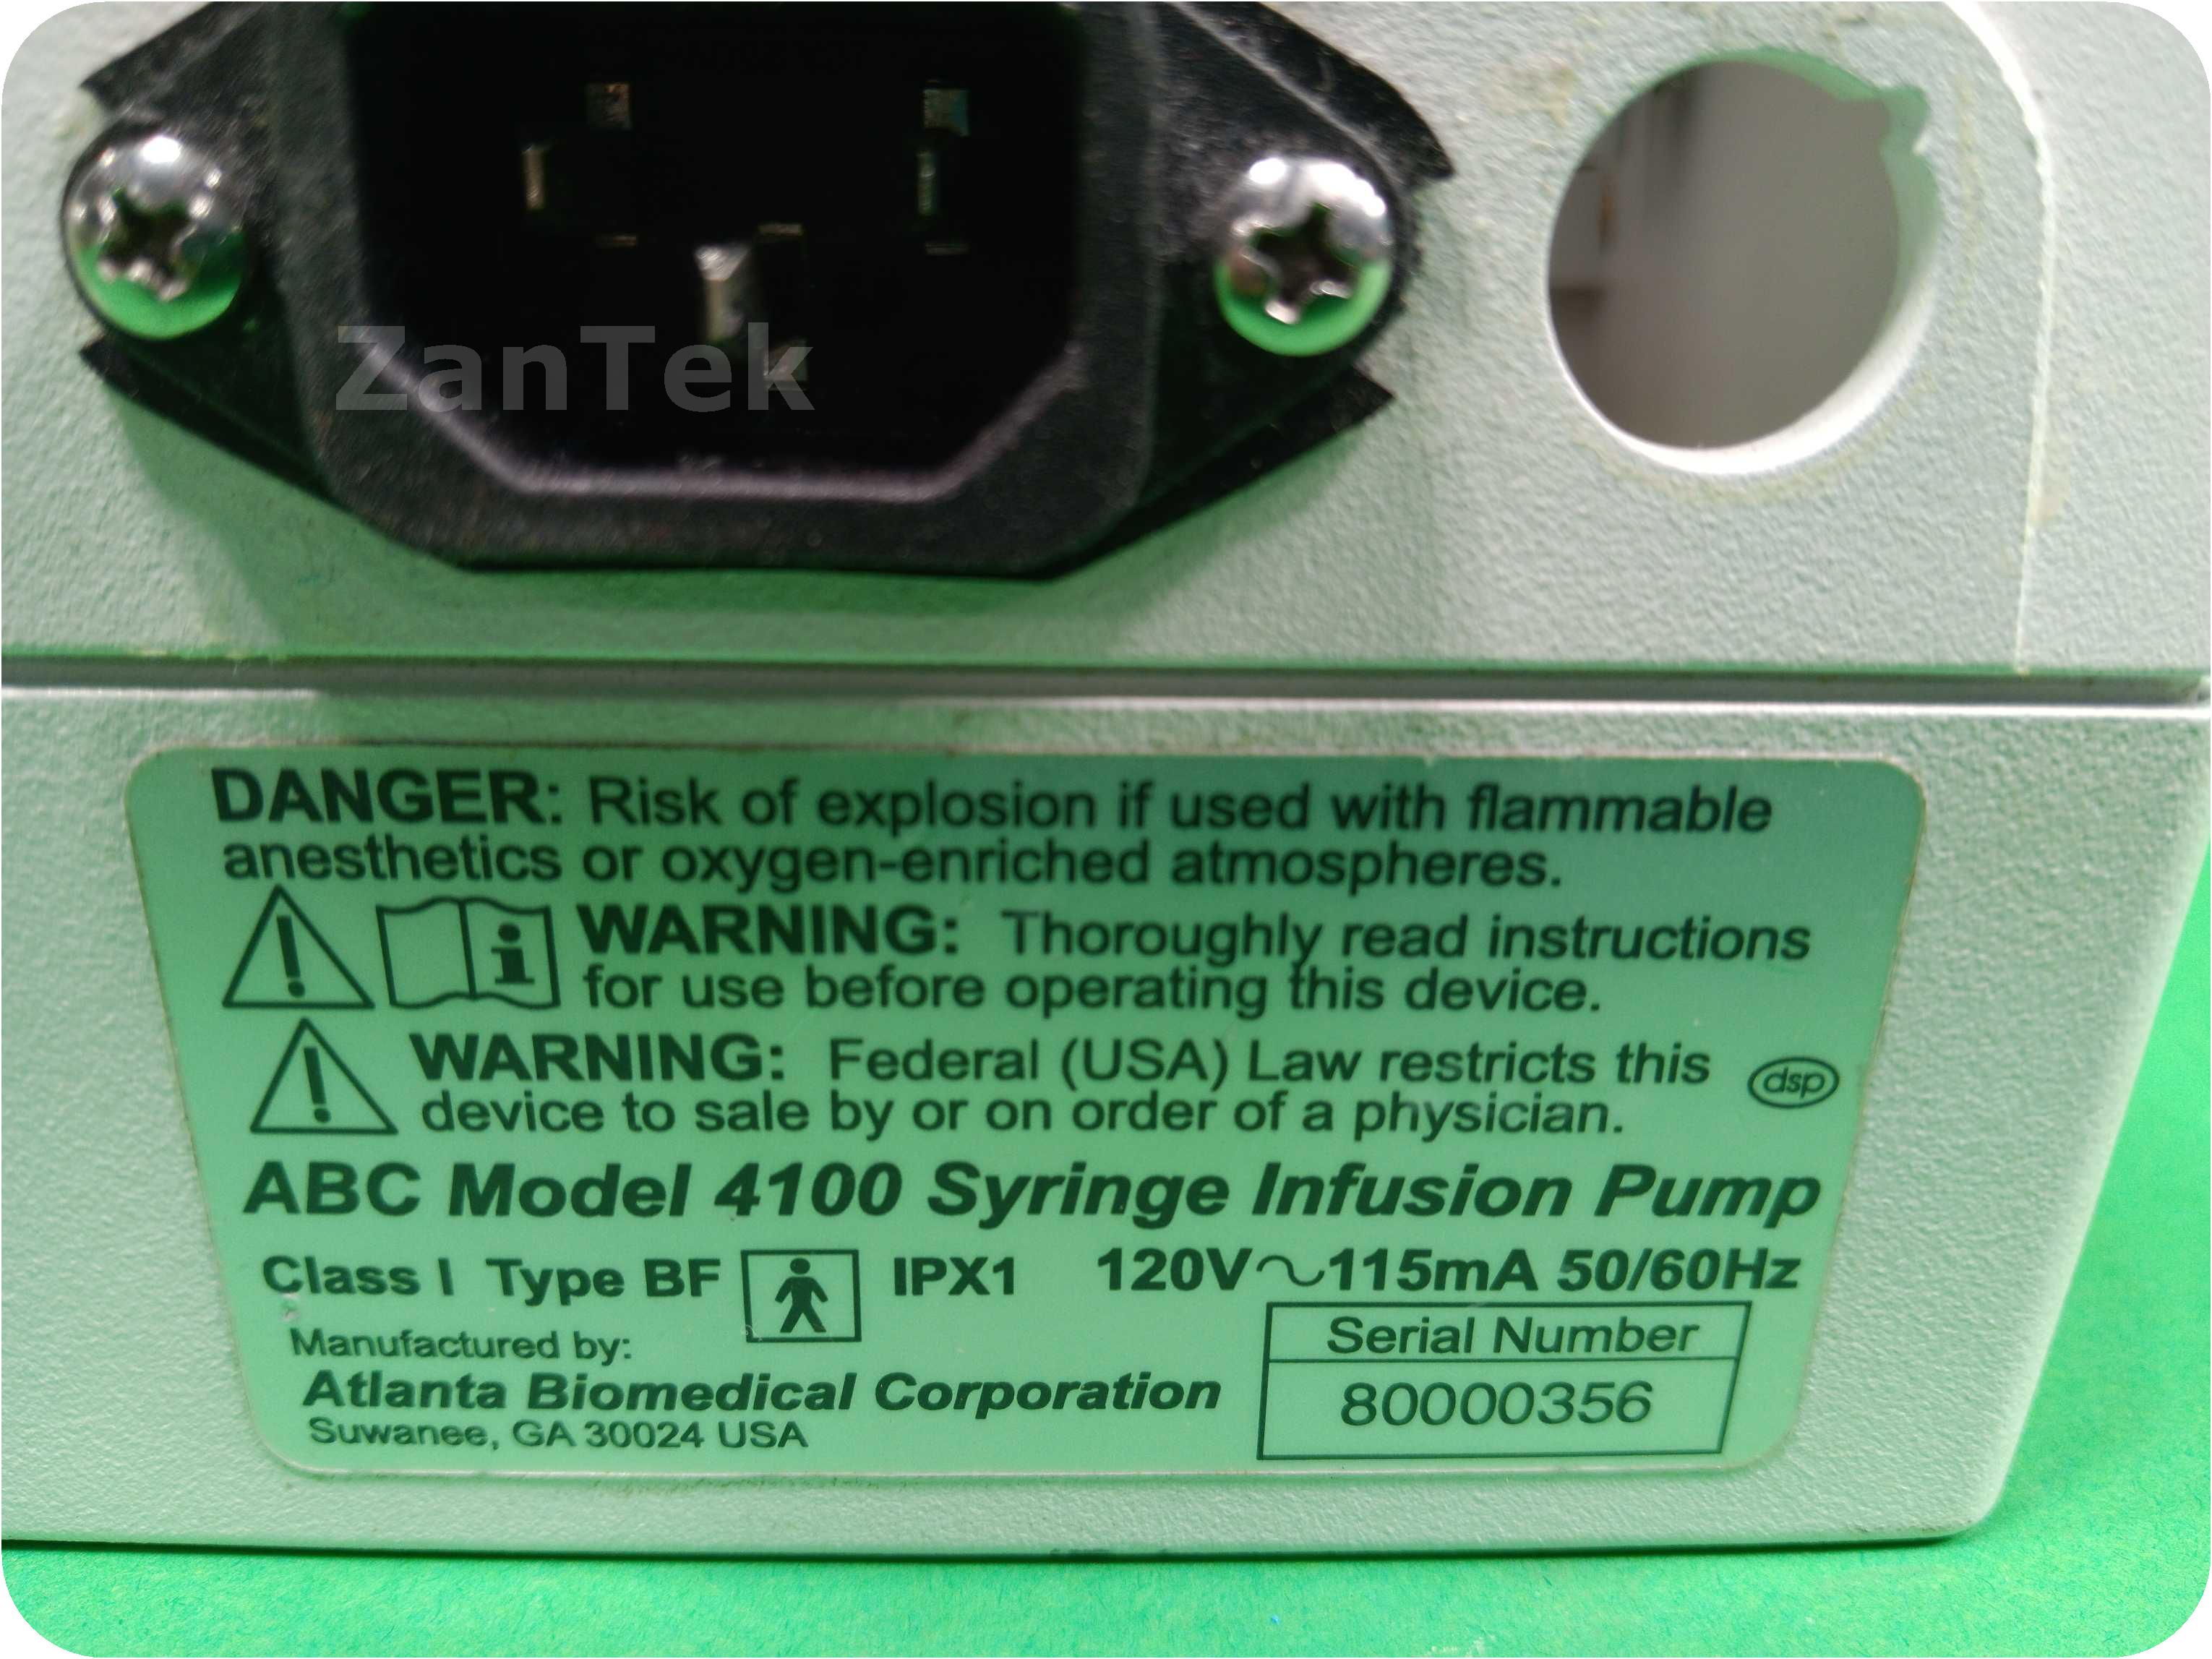 ZanTek
DANGER: Risk of explosion if used with flammable
anesthetics or oxygen-enriched atmospheres.
WARNING: Thoroughly read instructions
for use before operating this device.
WARNING: Federal (USA) Law restricts this
device to sale by or on order of a physician.
dsp
ABC Model 4100 Syringe Infusion Pump
Class I Type BF IPX1 120V~115mA 50/60Hz
Manufactured by:
Atlanta Biomedical Corporation
Suwanee, GA 30024 USA
Serial Number
80000356